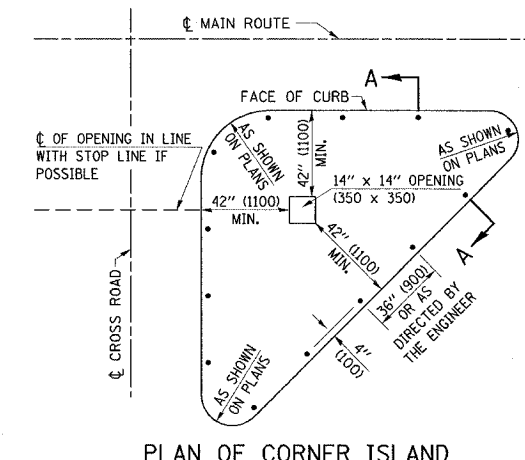 ℄ MAIN ROUTE
A
FACE OF CURB
AS SHOWN
ON PLANS
42" (1100)
MIN.
AS SHOWN
ON PLANS
℄ OF OPENING IN LINE
WITH STOP LINE IF
POSSIBLE
14" x 14" OPENING
(350 x 350)
42" (1100)
MIN.
42" (1100)
MIN.
A
36" (900)
OR AS
DIRECTED BY
THE ENGINEER
4"
(100)
℄ CROSS ROAD
AS SHOWN
ON PLANS
PLAN OF CORNER ISLAND